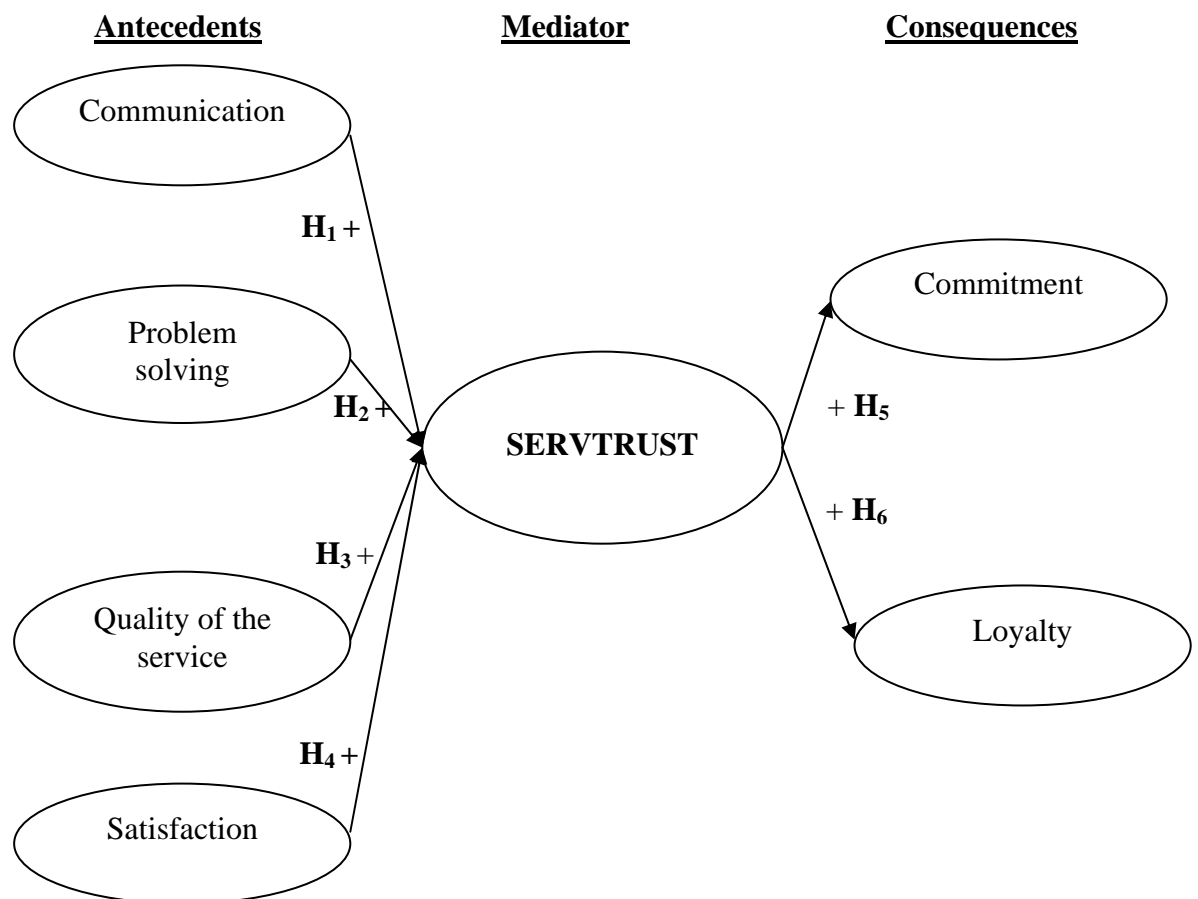 Antecedents
Mediator
Consequences
Communication
H₁ +
Problem
solving
H₂ +
Quality of the
service
H₃ +
Satisfaction
H₄ +
SERVTRUST
Commitment
+ H₅
+ H₆
Loyalty